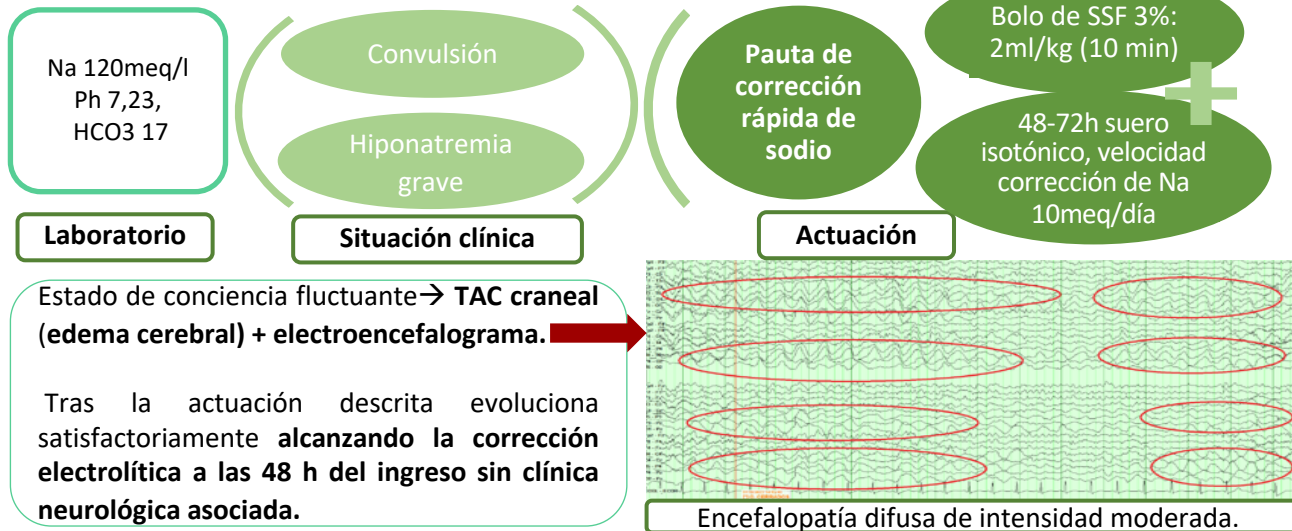 Na 120meq/l
Ph 7,23,
HCO3 17
Laboratorio
Convulsión
Hiponatremia
grave
Situación clínica
Pauta de
corrección
rápida de
sodio
Bolo de SSF 3%:
2ml/kg (10 min)
48-72h suero
isotónico, velocidad
corrección de Na
10meq/día
Actuación
Estado de conciencia fluctuante→ TAC craneal
(edema cerebral) + electroencefalograma.
Tras la actuación descrita evoluciona
satisfactoriamente alcanzando la corrección
electrolítica a las 48 h del ingreso sin clínica
neurológica asociada.
Encefalopatía difusa de intensidad moderada.